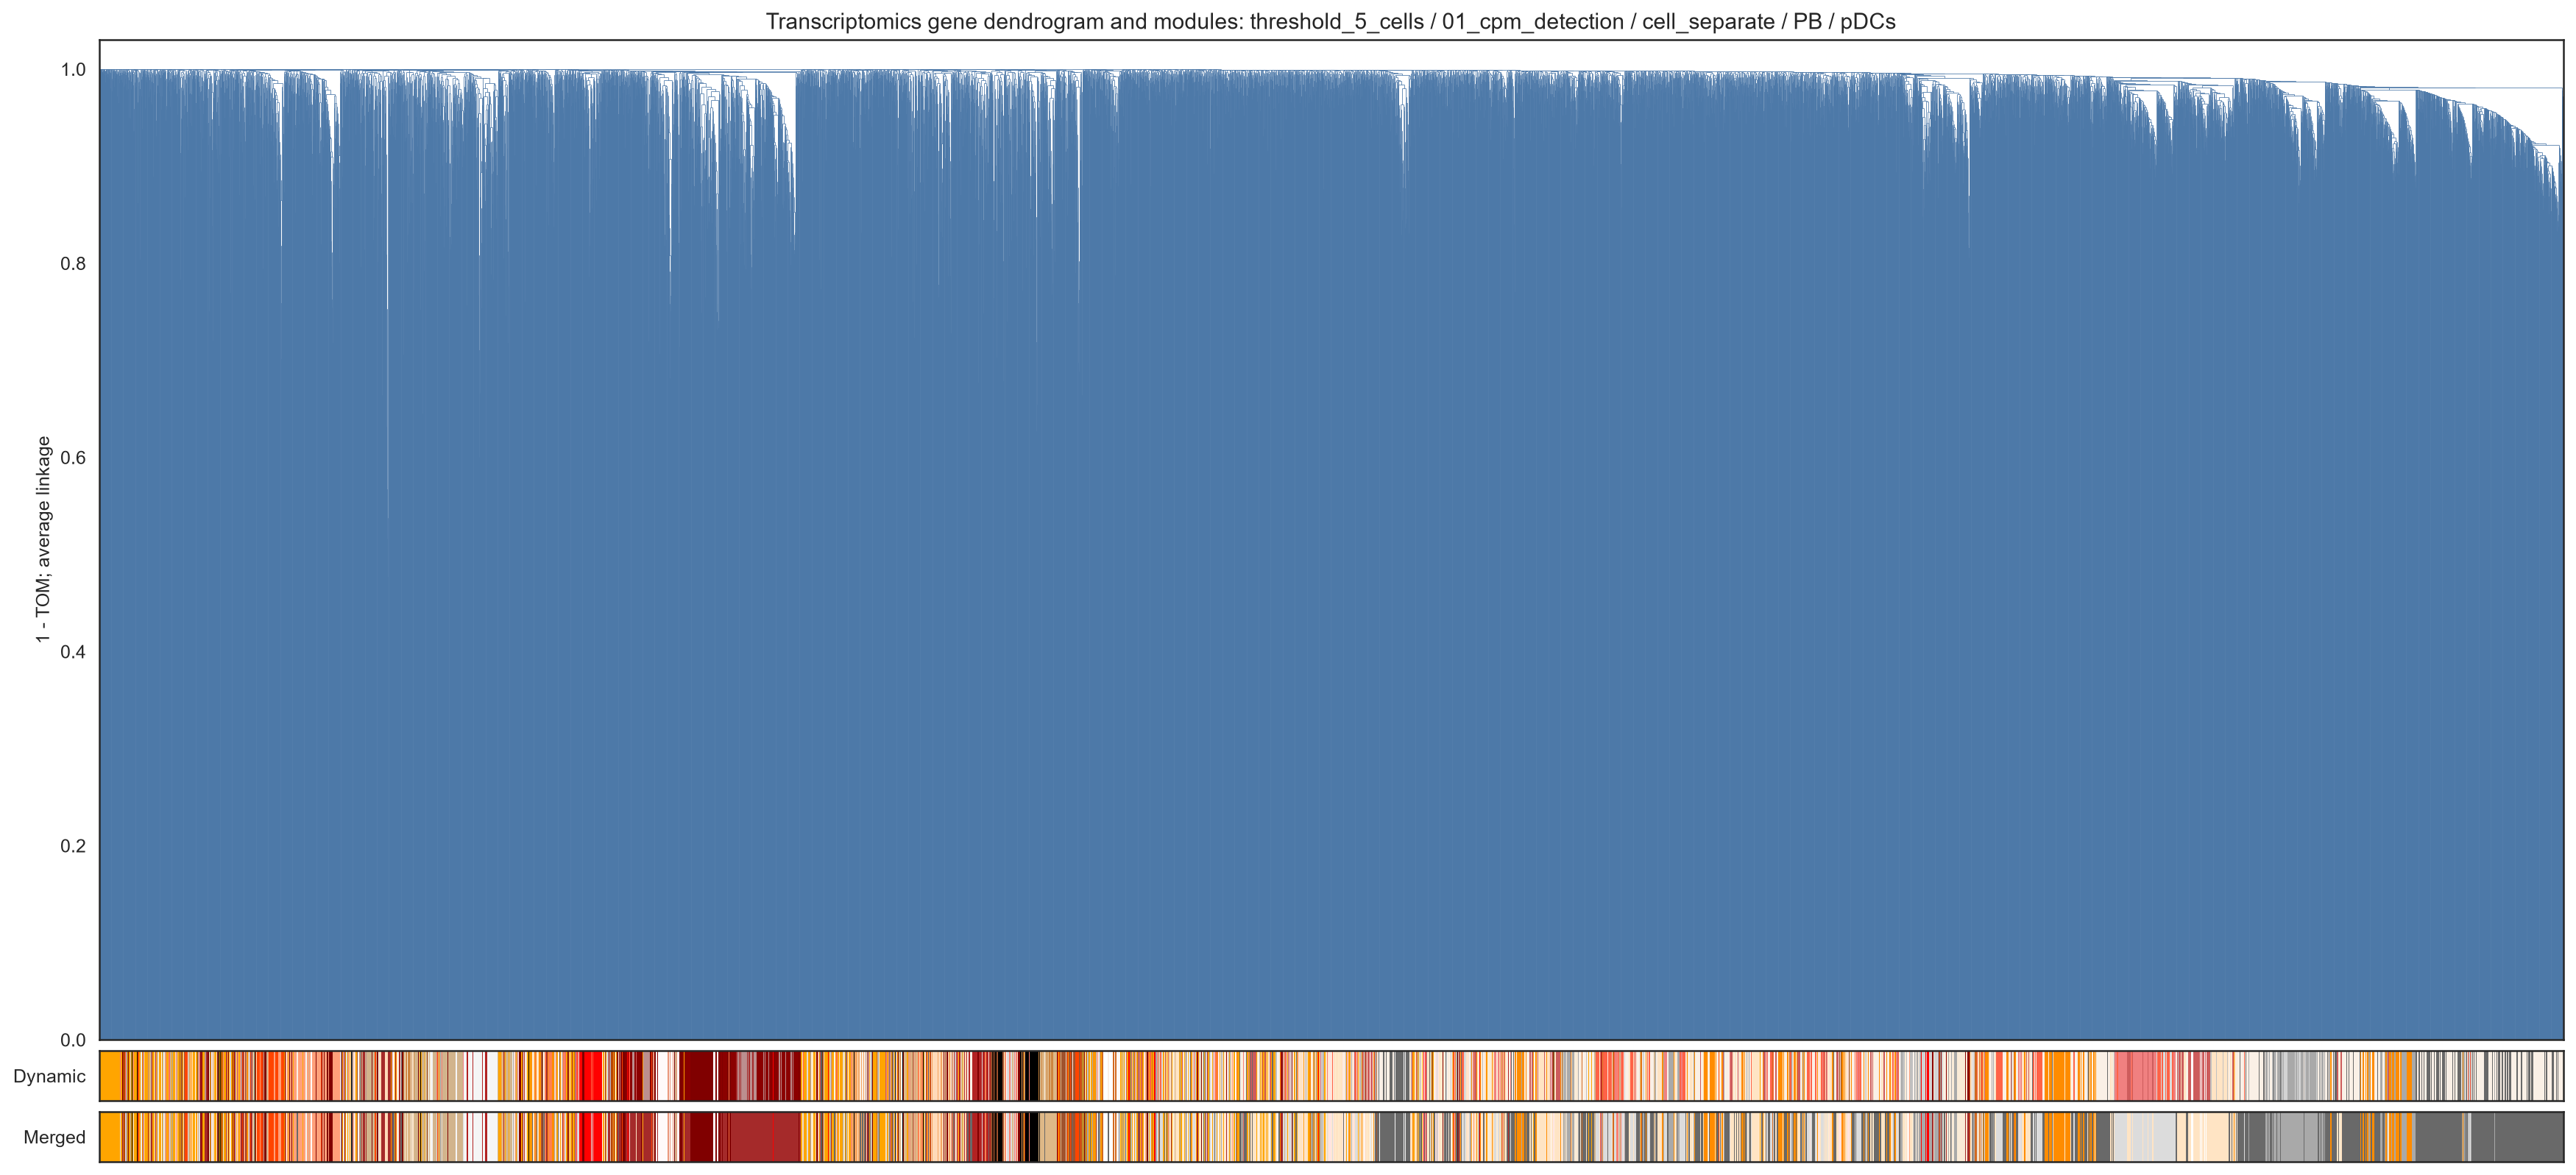 Transcriptomics gene dendrogram and modules: threshold_5_cells / 01_cpm_detection / cell_separate / PB / pDCs
1.0
0.8
0.6
0.4
0.2
0.0
1 - TOM; average linkage
Dynamic
Merged